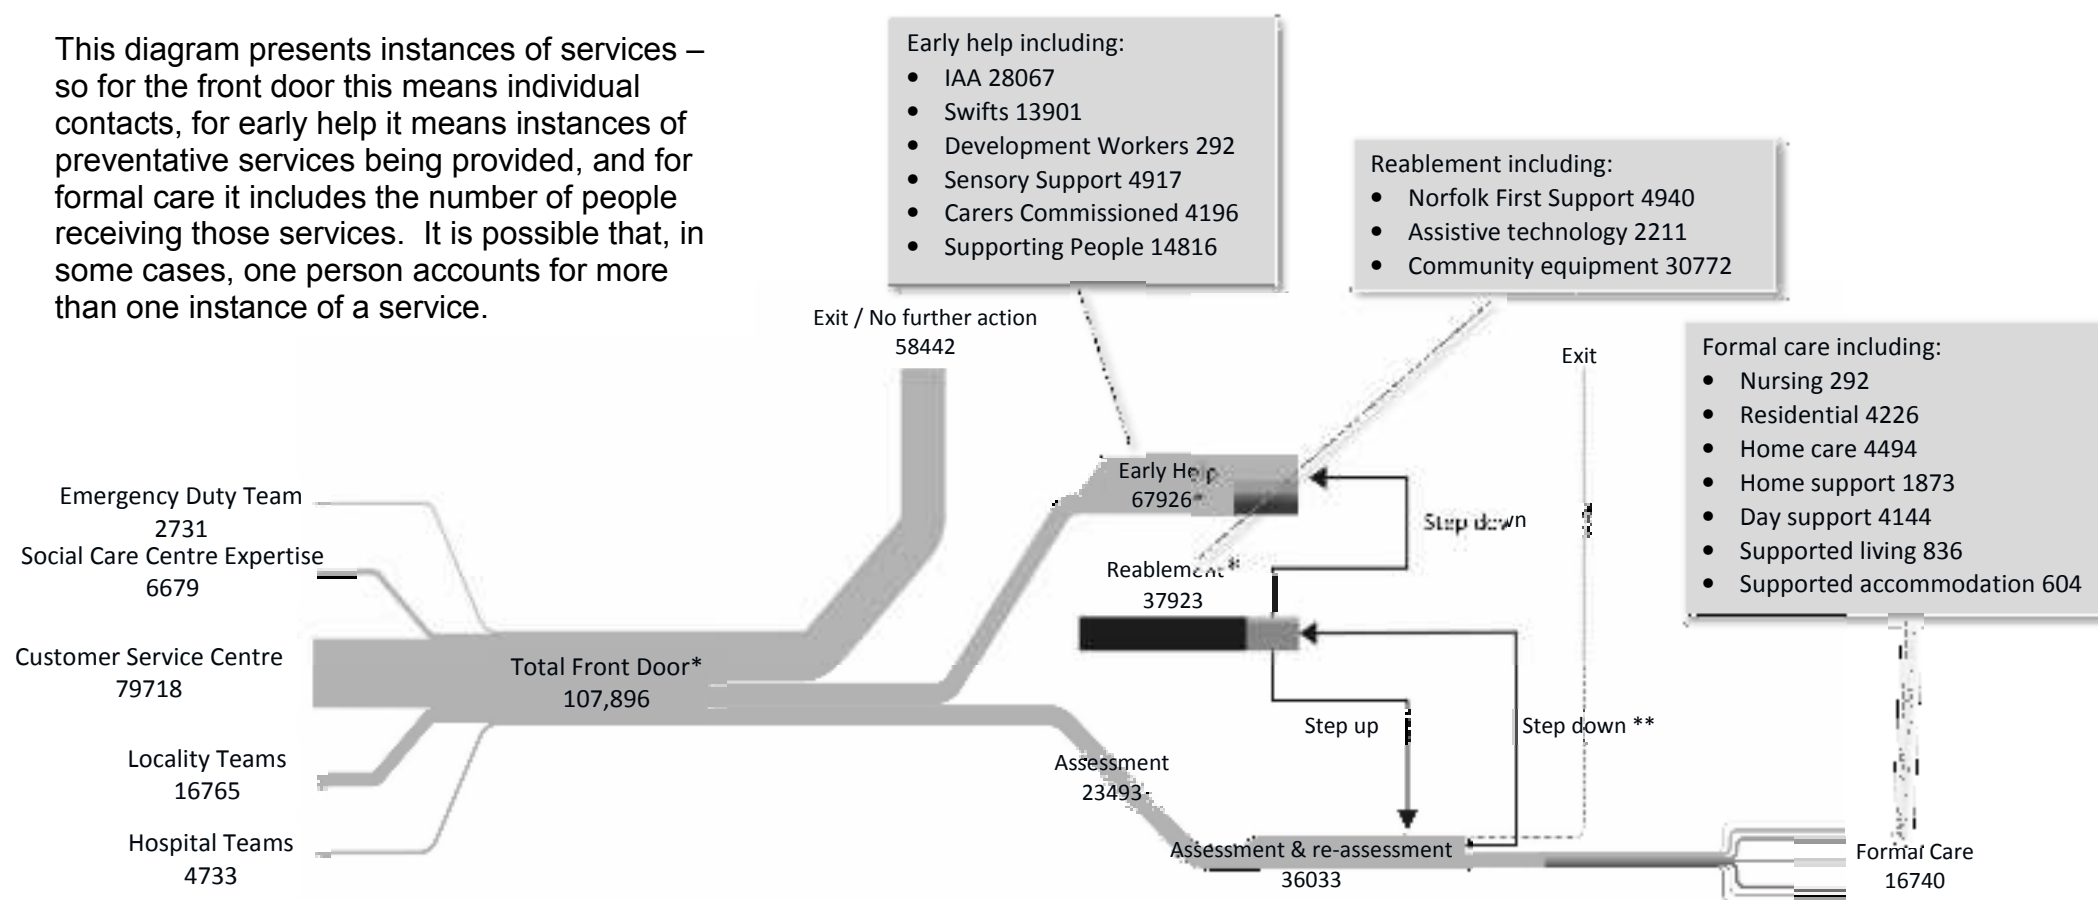 This diagram presents instances of services –
so for the front door this means individual
contacts, for early help it means instances of
preventative services being provided, and for
formal care it includes the number of people
receiving those services.  It is possible that, in
some cases, one person accounts for more
than one instance of a service.
Early help including:
• IAA 28067
• Swifts 13901
• Development Workers 292
• Sensory Support 4917
• Carers Commissioned 4196
• Supporting People 14816
Reablement including:
• Norfolk First Support 4940
• Assistive technology 2211
• Community equipment 30772
Exit / No further action
58442
Exit
Formal care including:
• Nursing 292
• Residential 4226
• Home care 4494
• Home support 1873
• Day support 4144
• Supported living 836
• Supported accommodation 604
Emergency Duty Team
2731
Social Care Centre Expertise
6679
Customer Service Centre
79718
Locality Teams
16765
Hospital Teams
4733
Total Front Door*
107,896
Early Help
67926*
Step down
Reablement *
37923
Step up
Step down **
Assessment
23493
Assessment & re-assessment
36033
Formal Care
16740